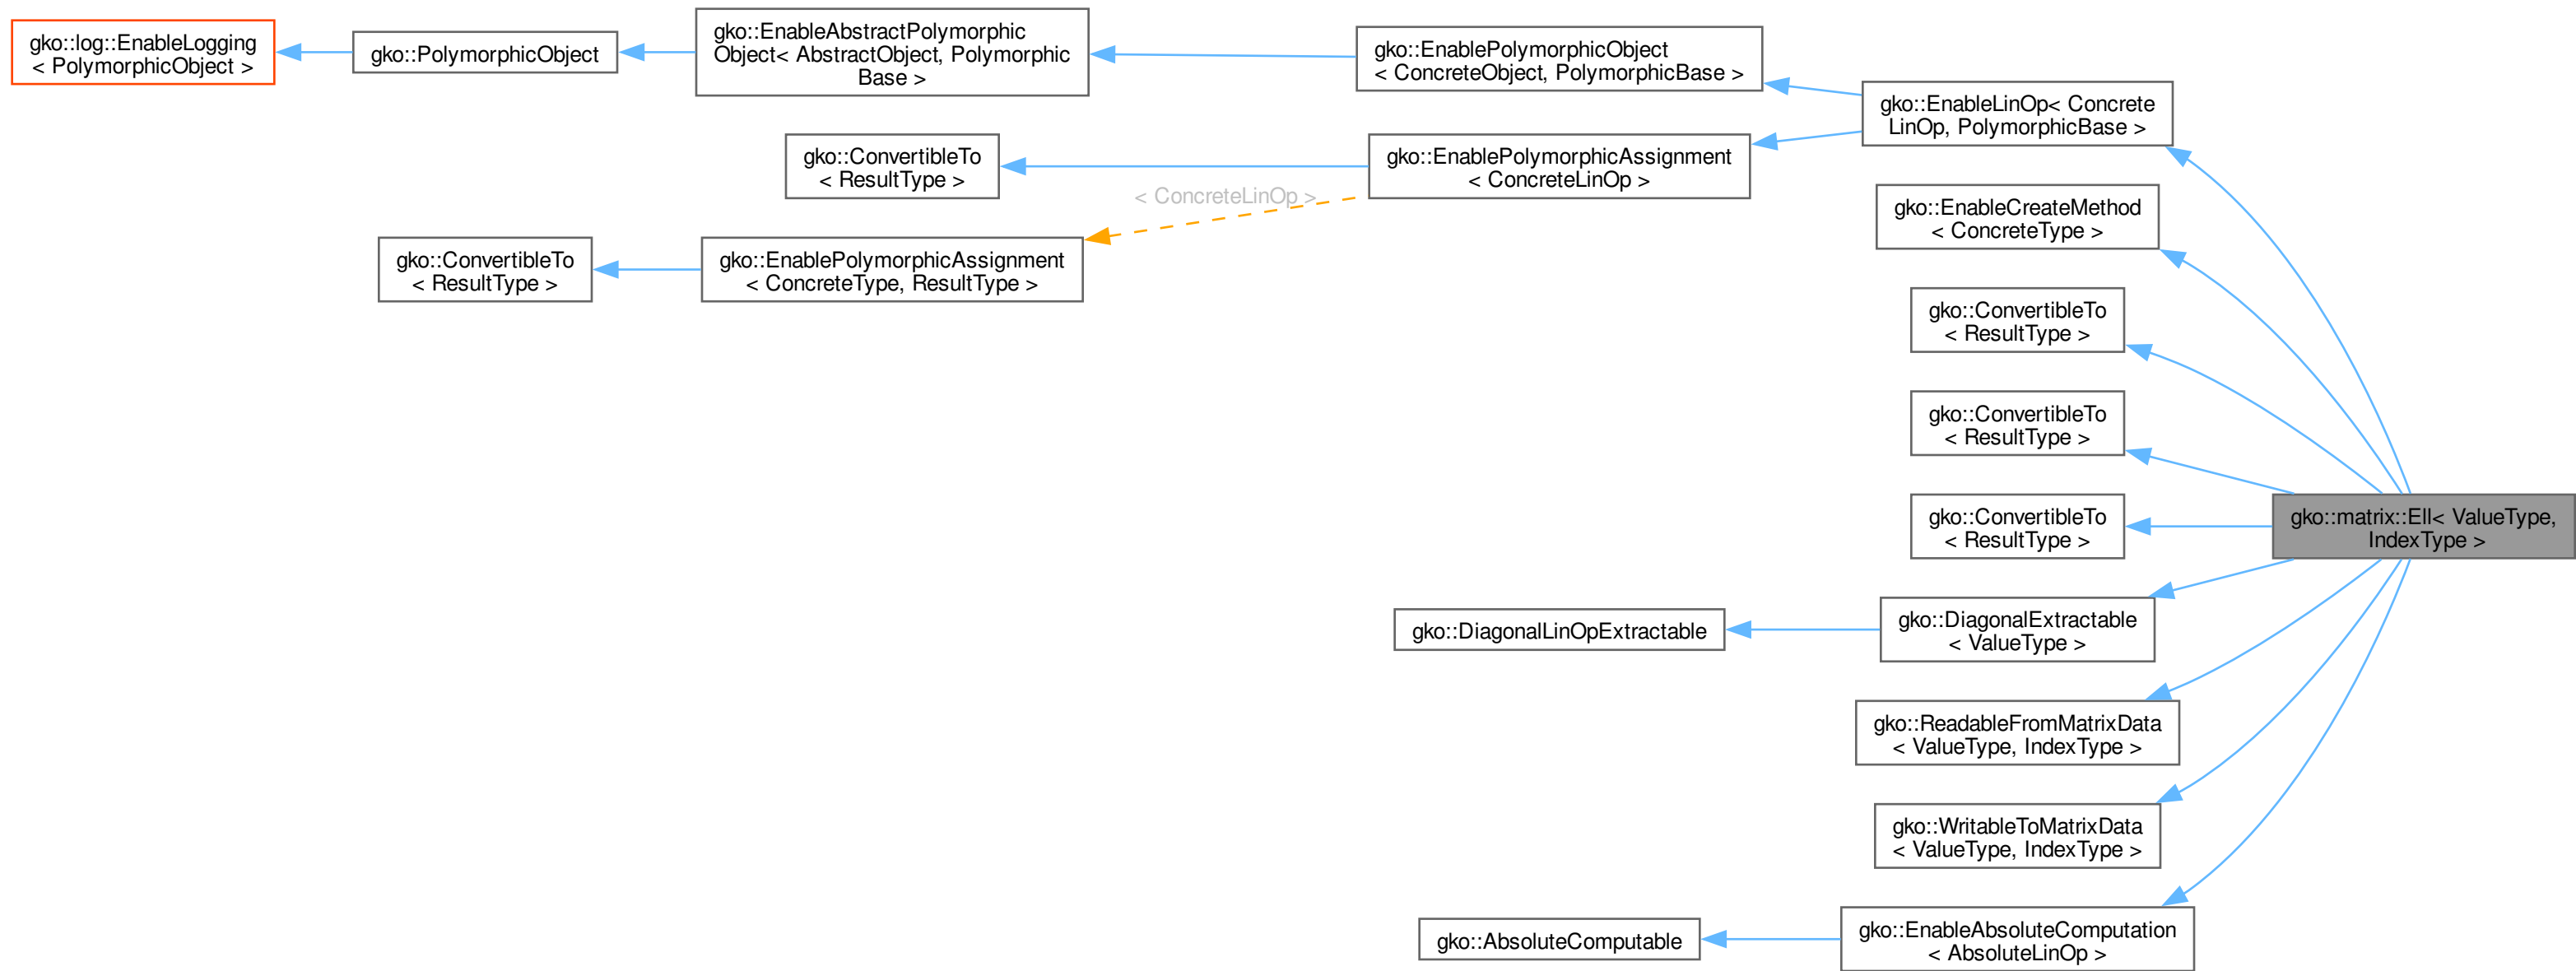 gko::log::EnableLogging
< PolymorphicObject >
gko::PolymorphicObject
gko::EnableAbstractPolymorphic
Object< AbstractObject, Polymorphic
Base >
gko::EnablePolymorphicObject
< ConcreteObject, PolymorphicBase >
gko::EnableLinOp< Concrete
LinOp, PolymorphicBase >
gko::ConvertibleTo
< ResultType >
gko::EnablePolymorphicAssignment
< ConcreteLinOp >
< ConcreteLinOp >
gko::ConvertibleTo
< ResultType >
gko::EnablePolymorphicAssignment
< ConcreteType, ResultType >
gko::EnableCreateMethod
< ConcreteType >
gko::ConvertibleTo
< ResultType >
gko::ConvertibleTo
< ResultType >
gko::ConvertibleTo
< ResultType >
gko::matrix::Ell< ValueType,
IndexType >
gko::DiagonalLinOpExtractable
gko::DiagonalExtractable
< ValueType >
gko::ReadableFromMatrixData
< ValueType, IndexType >
gko::WritableToMatrixData
< ValueType, IndexType >
gko::AbsoluteComputable
gko::EnableAbsoluteComputation
< AbsoluteLinOp >